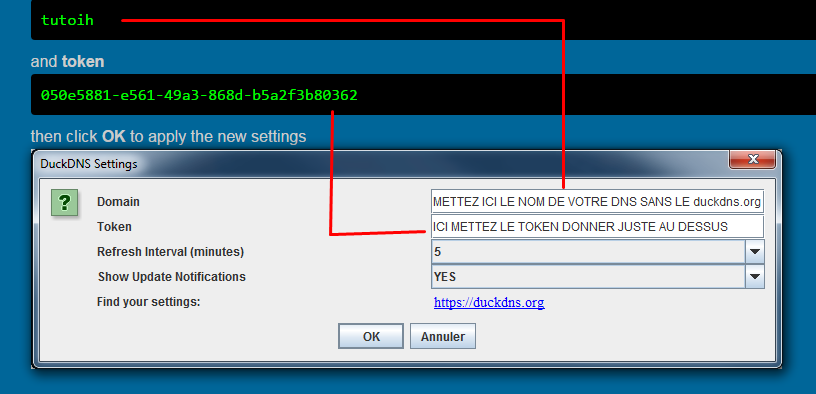 tutoih
and token
050e5881-e561-49a3-868d-b5a2f3b80362
then click OK to apply the new settings
DuckDNS Settings
Domain METTEZ ICI LE NOM DE VOTRE DNS SANS LE duckdns.org
Token ICI METTEZ LE TOKEN DONNER JUSTE AU DESSUS
Refresh Interval (minutes) 5
Show Update Notifications YES
Find your settings: https://duckdns.org
OK Annuler